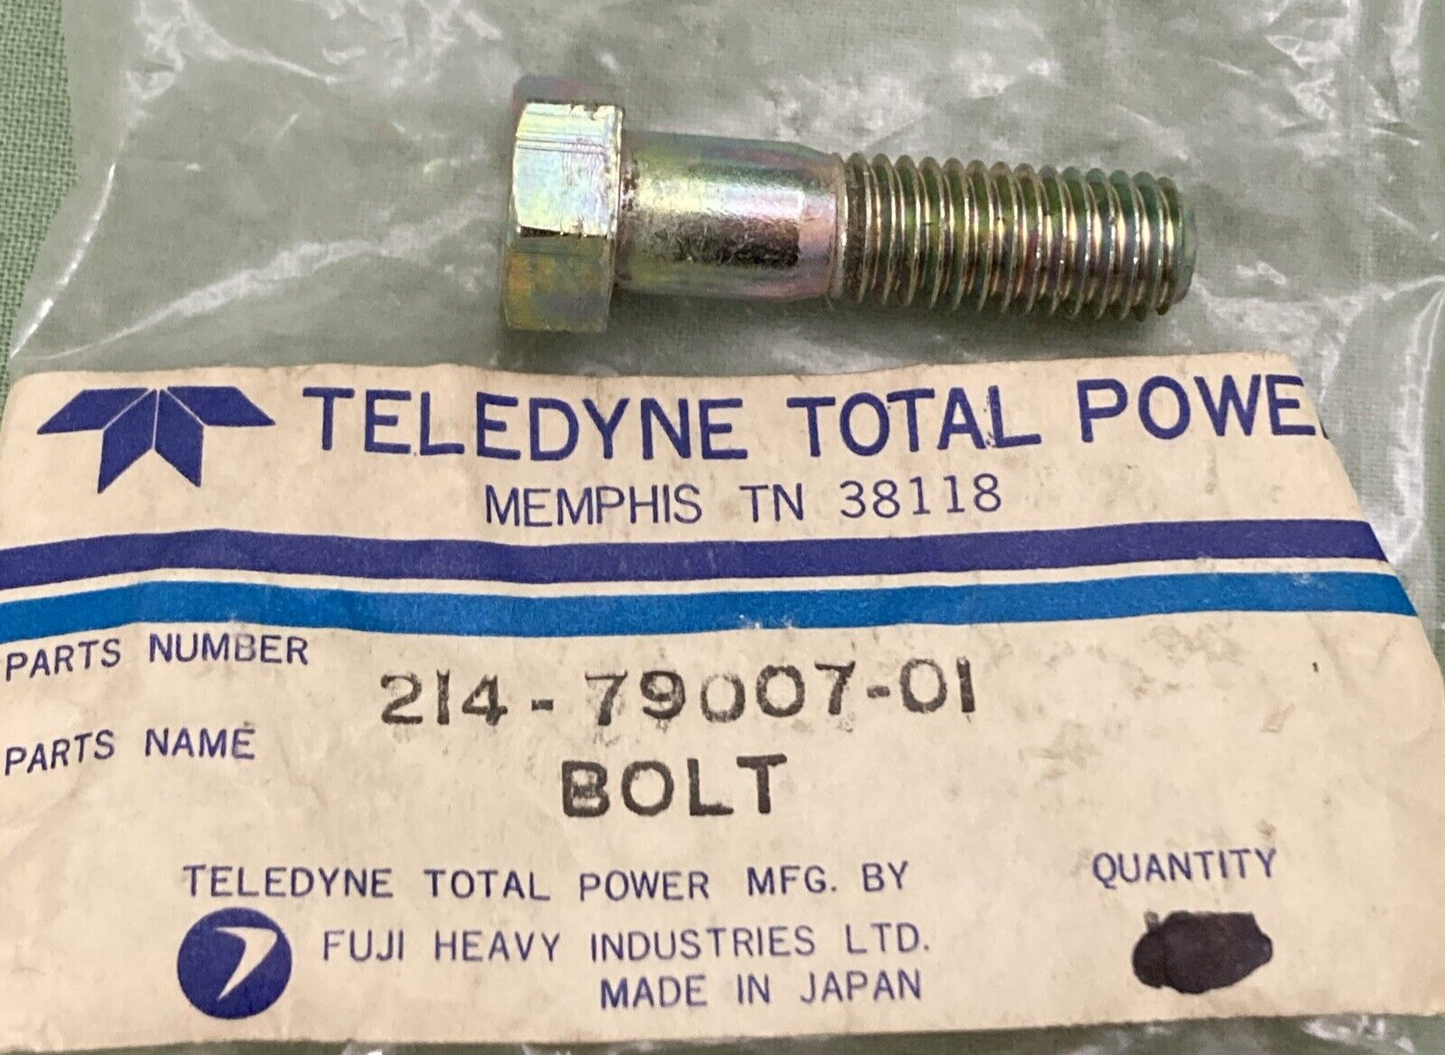 TELEDYNE TOTAL POWE
MEMPHIS TN 38118
PARTS NUMBER 214-79007-01
PARTS NAME BOLT
TELEDYNE TOTAL POWER MFG. BY
FUJI HEAVY INDUSTRIES LTD.
MADE IN JAPAN
QUANTITY